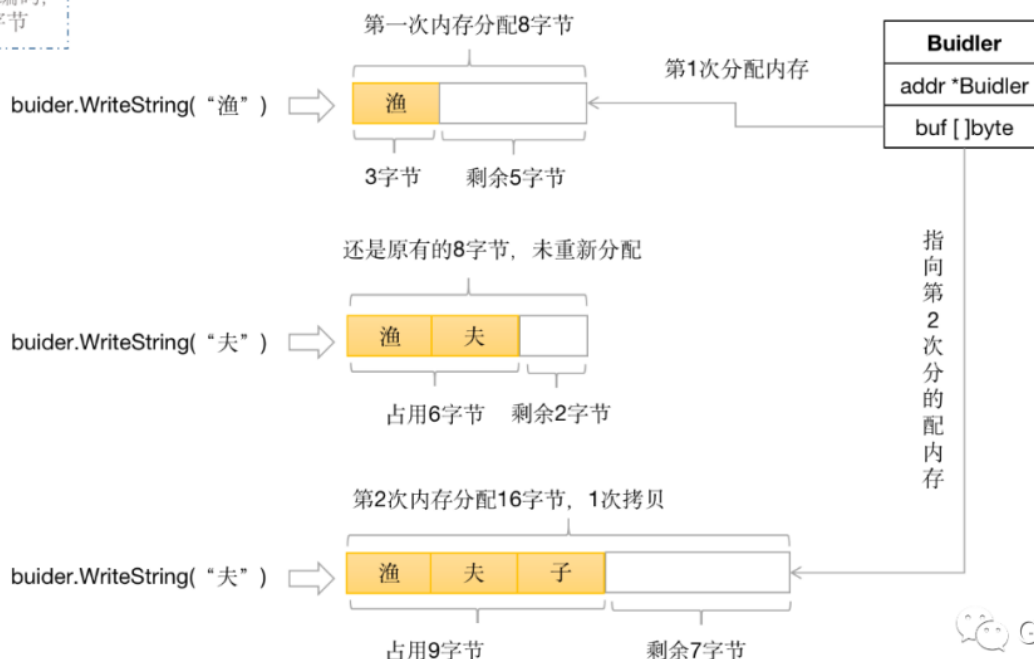 字节
第一次内存分配8字节
第1次分配内存
Buidler
addr *Buidler
buf [ ]byte
buider.WriteString( “渔” )
渔
3字节
剩余5字节
还是原有的8字节，未重新分配
buider.WriteString( “夫” )
渔
夫
占用6字节
剩余2字节
指向第2次分的配内存
第2次内存分配16字节，1次拷贝
buider.WriteString( “夫” )
渔
夫
子
占用9字节
剩余7字节